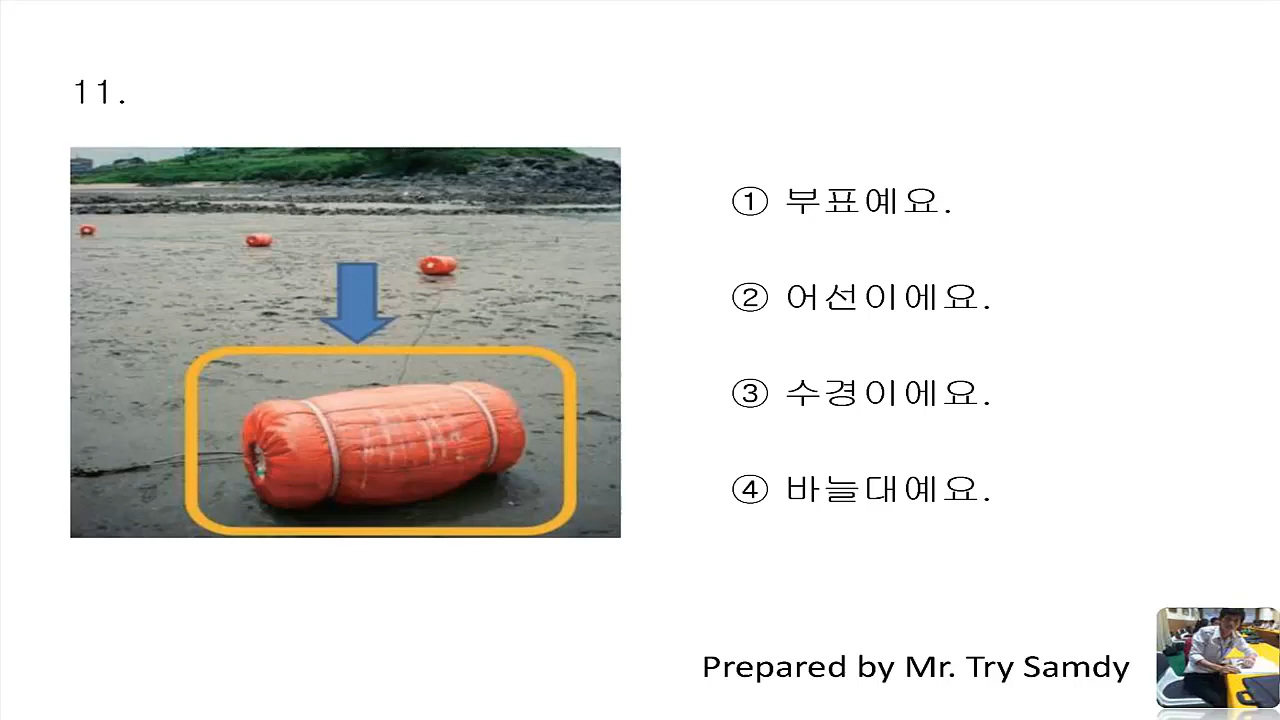 11.
① 부표예요.
② 어선이에요.
③ 수경이에요.
④ 바늘대예요.
Prepared by Mr. Try Samdy